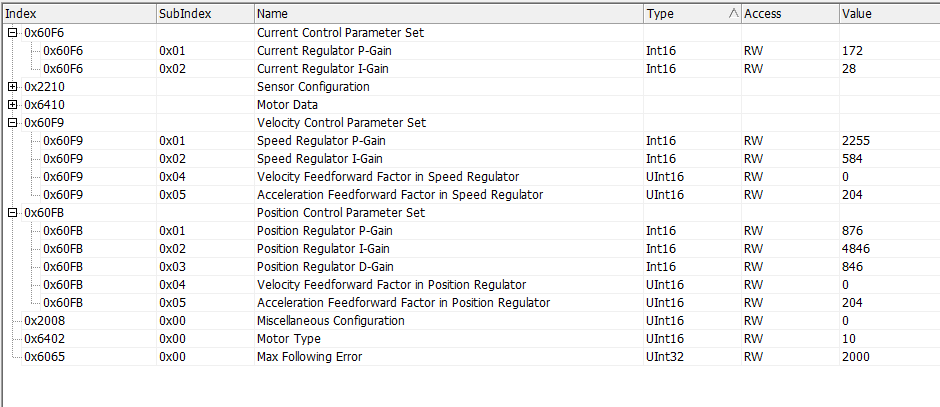 Index SubIndex Name Type Access Value
0x60F6 Current Control Parameter Set
0x60F6 0x01 Current Regulator P-Gain Int16 RW 172
0x60F6 0x02 Current Regulator I-Gain Int16 RW 28
0x2210 Sensor Configuration
0x6410 Motor Data
0x60F9 Velocity Control Parameter Set
0x60F9 0x01 Speed Regulator P-Gain Int16 RW 2255
0x60F9 0x02 Speed Regulator I-Gain Int16 RW 584
0x60F9 0x04 Velocity Feedforward Factor in Speed Regulator UInt16 RW 0
0x60F9 0x05 Acceleration Feedforward Factor in Speed Regulator UInt16 RW 204
0x60FB Position Control Parameter Set
0x60FB 0x01 Position Regulator P-Gain Int16 RW 876
0x60FB 0x02 Position Regulator I-Gain Int16 RW 4846
0x60FB 0x03 Position Regulator D-Gain Int16 RW 846
0x60FB 0x04 Velocity Feedforward Factor in Position Regulator UInt16 RW 0
0x60FB 0x05 Acceleration Feedforward Factor in Position Regulator UInt16 RW 204
0x2008 0x00 Miscellaneous Configuration UInt16 RW 0
0x6402 0x00 Motor Type UInt16 RW 10
0x6065 0x00 Max Following Error UInt32 RW 2000